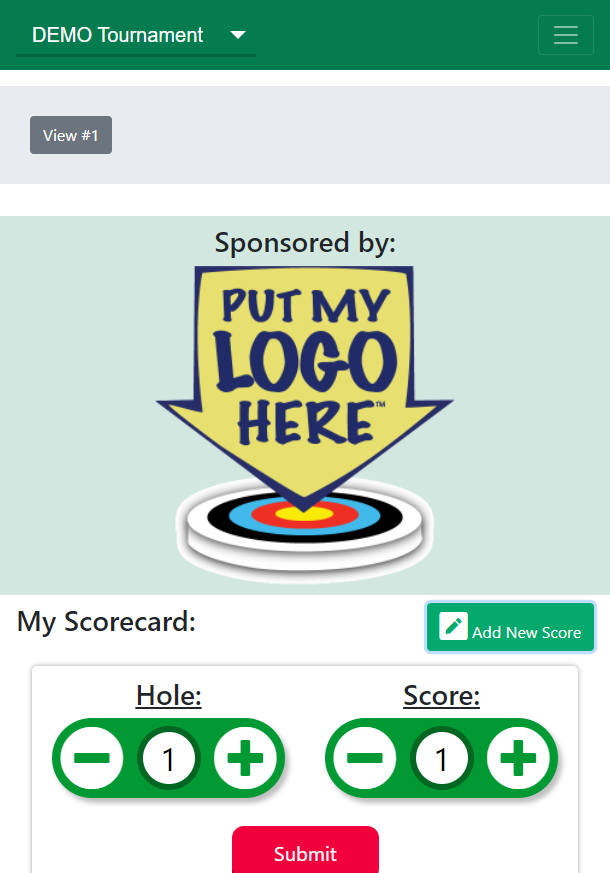 DEMO Tournament
View #1
Sponsored by:
PUT MY
LOGO
HERE™
My Scorecard:
Add New Score
Hole: Score:
1 1
Submit